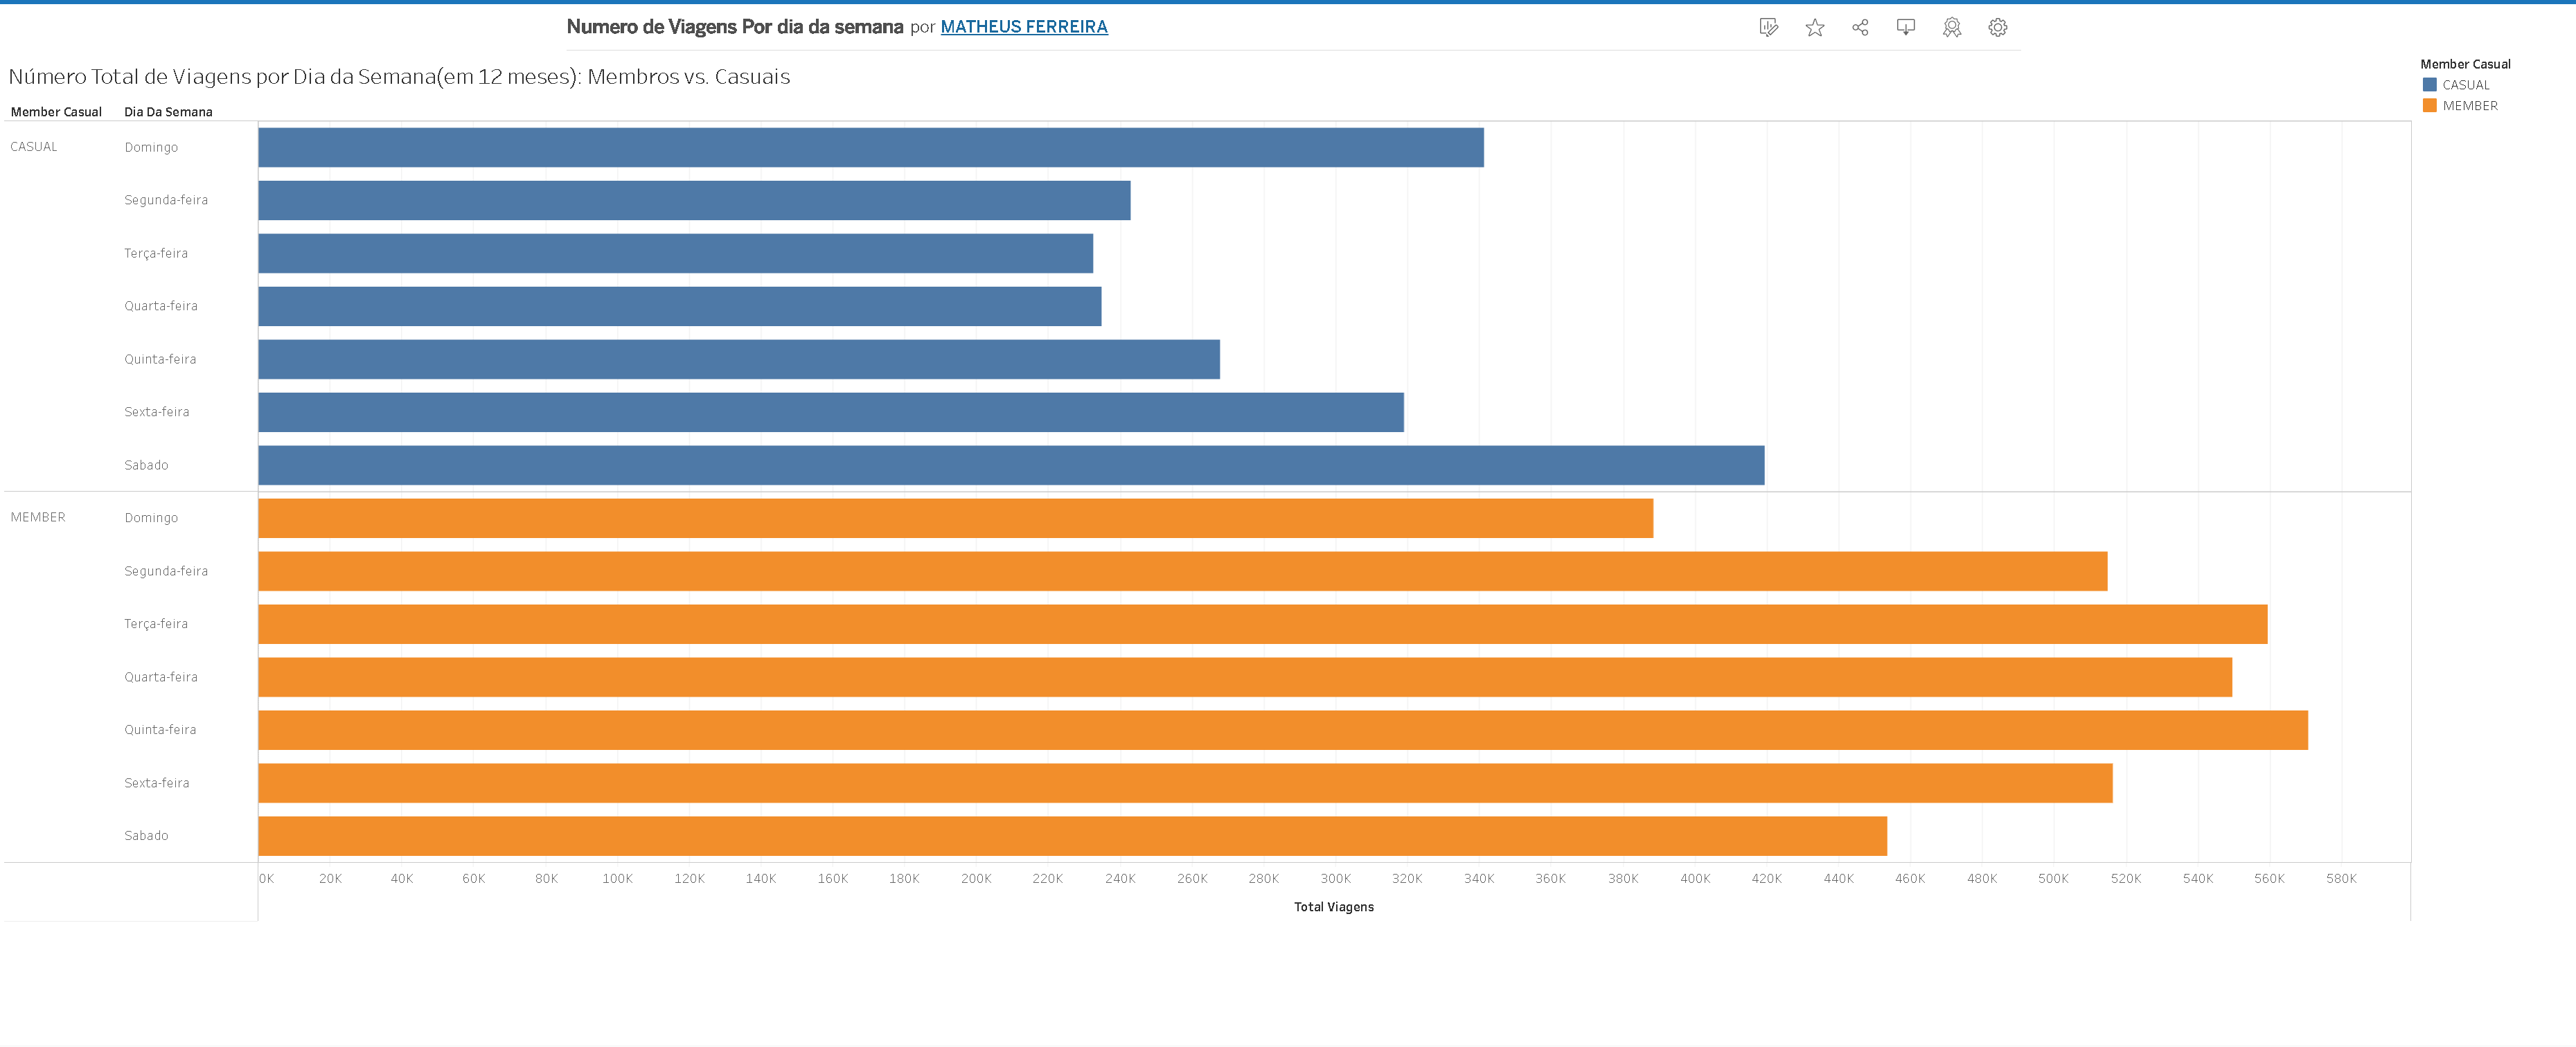 Numero de Viagens Por dia da semana por MATHEUS FERREIRA
Número Total de Viagens por Dia da Semana(em 12 meses): Membros vs. Casuais
Member Casual
CASUAL
MEMBER
Member Casual Dia Da Semana
CASUAL Domingo
Segunda-feira
Terça-feira
Quarta-feira
Quinta-feira
Sexta-feira
Sabado
MEMBER Domingo
Segunda-feira
Terça-feira
Quarta-feira
Quinta-feira
Sexta-feira
Sabado
0K 20K 40K 60K 80K 100K 120K 140K 160K 180K 200K 220K 240K 260K 280K 300K 320K 340K 360K 380K 400K 420K 440K 460K 480K 500K 520K 540K 560K 580K
Total Viagens